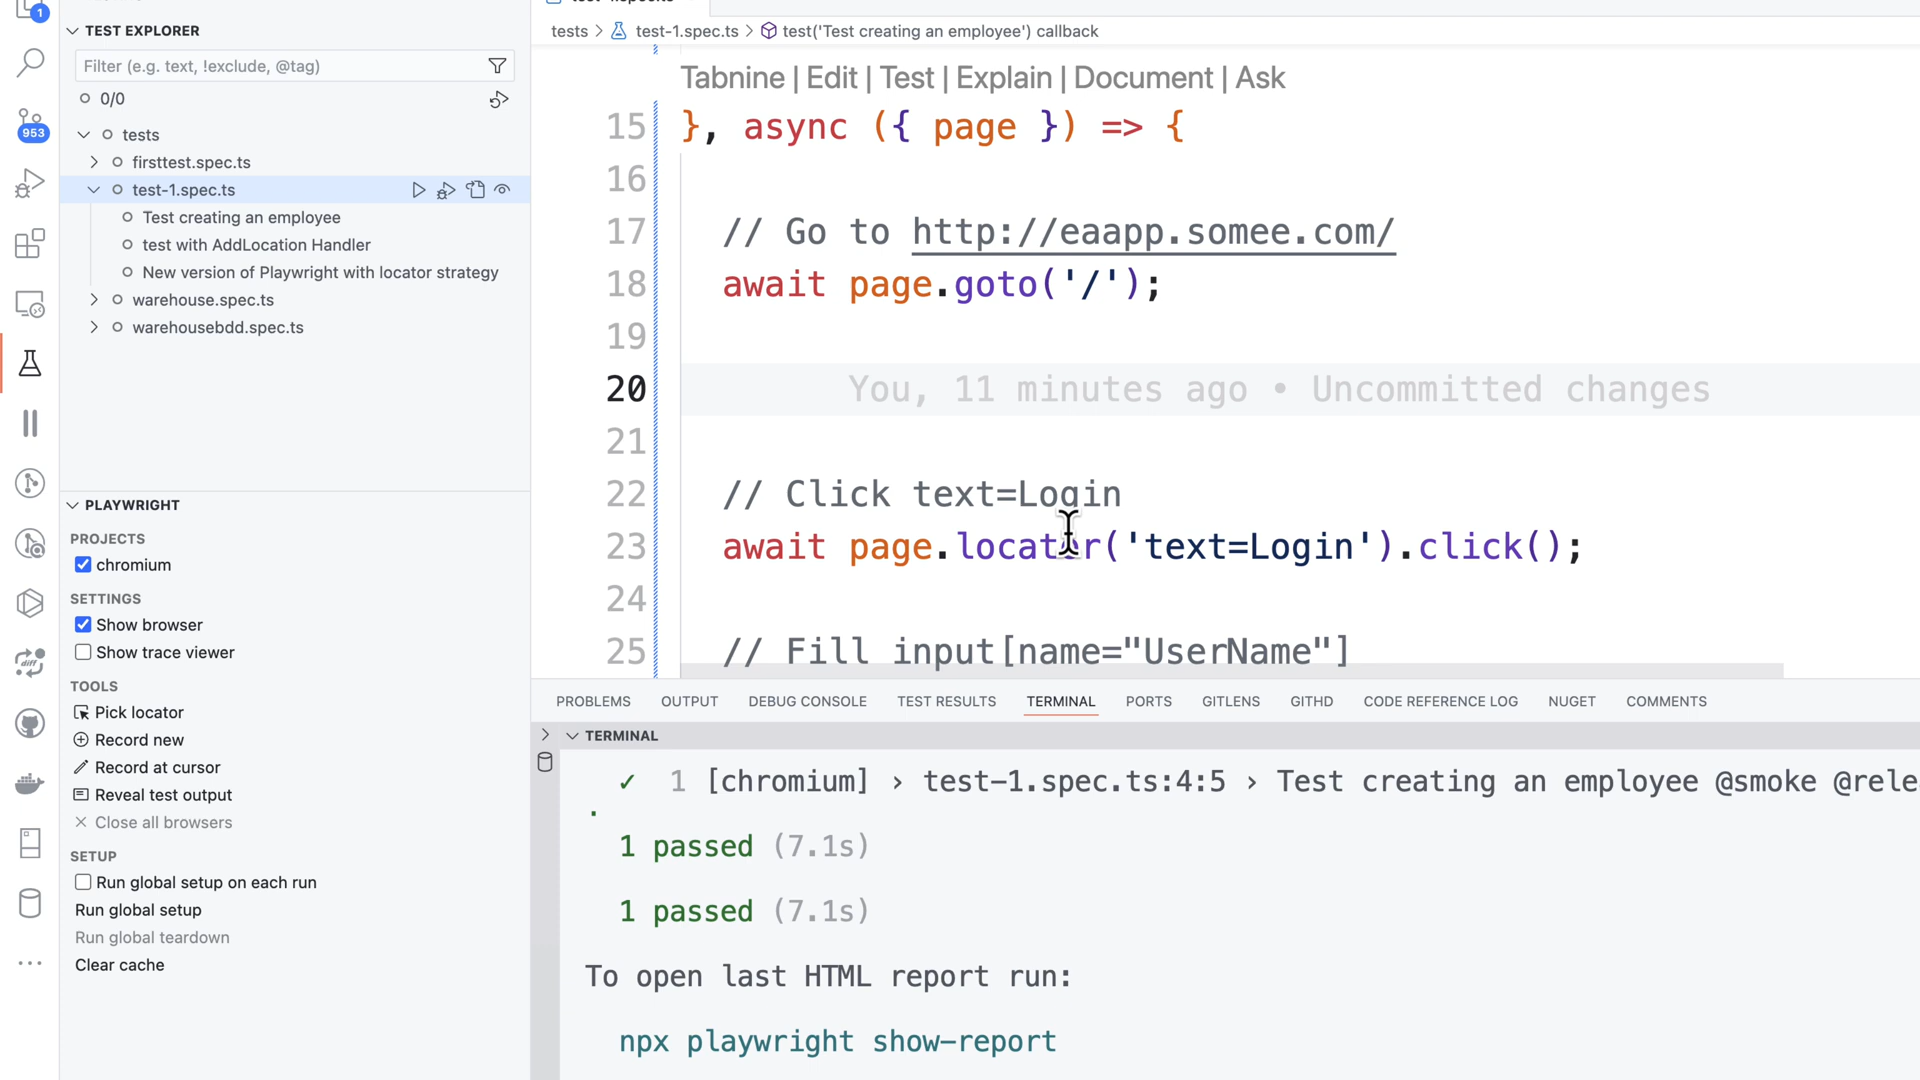 1
TEST EXPLORER
Filter (e.g. text, !exclude, @tag)
0/0
953
tests
firsttest.spec.ts
test-1.spec.ts
Test creating an employee
test with AddLocation Handler
New version of Playwright with locator strategy
warehouse.spec.ts
warehousebdd.spec.ts
PLAYWRIGHT
PROJECTS
chromium
SETTINGS
Show browser
Show trace viewer
TOOLS
Pick locator
Record new
Record at cursor
Reveal test output
Close all browsers
SETUP
Run global setup on each run
Run global setup
Run global teardown
Clear cache
diff
tests > test-1.spec.ts > test('Test creating an employee') callback
Tabnine | Edit | Test | Explain | Document | Ask
15 }, async ({ page }) => {
16
17 // Go to http://eaapp.somee.com/
18 await page.goto('/');
19
20 You, 11 minutes ago • Uncommitted changes
21
22 // Click text=Login
23 await page.locator('text=Login').click();
24
25 // Fill input[name="UserName"]
PROBLEMS OUTPUT DEBUG CONSOLE TEST RESULTS TERMINAL PORTS GITLENS GITHD CODE REFERENCE LOG NUGET COMMENTS
TERMINAL
✓ 1 [chromium] › test-1.spec.ts:4:5 › Test creating an employee @smoke @rele
.
1 passed (7.1s)
1 passed (7.1s)
To open last HTML report run:
npx playwright show-report